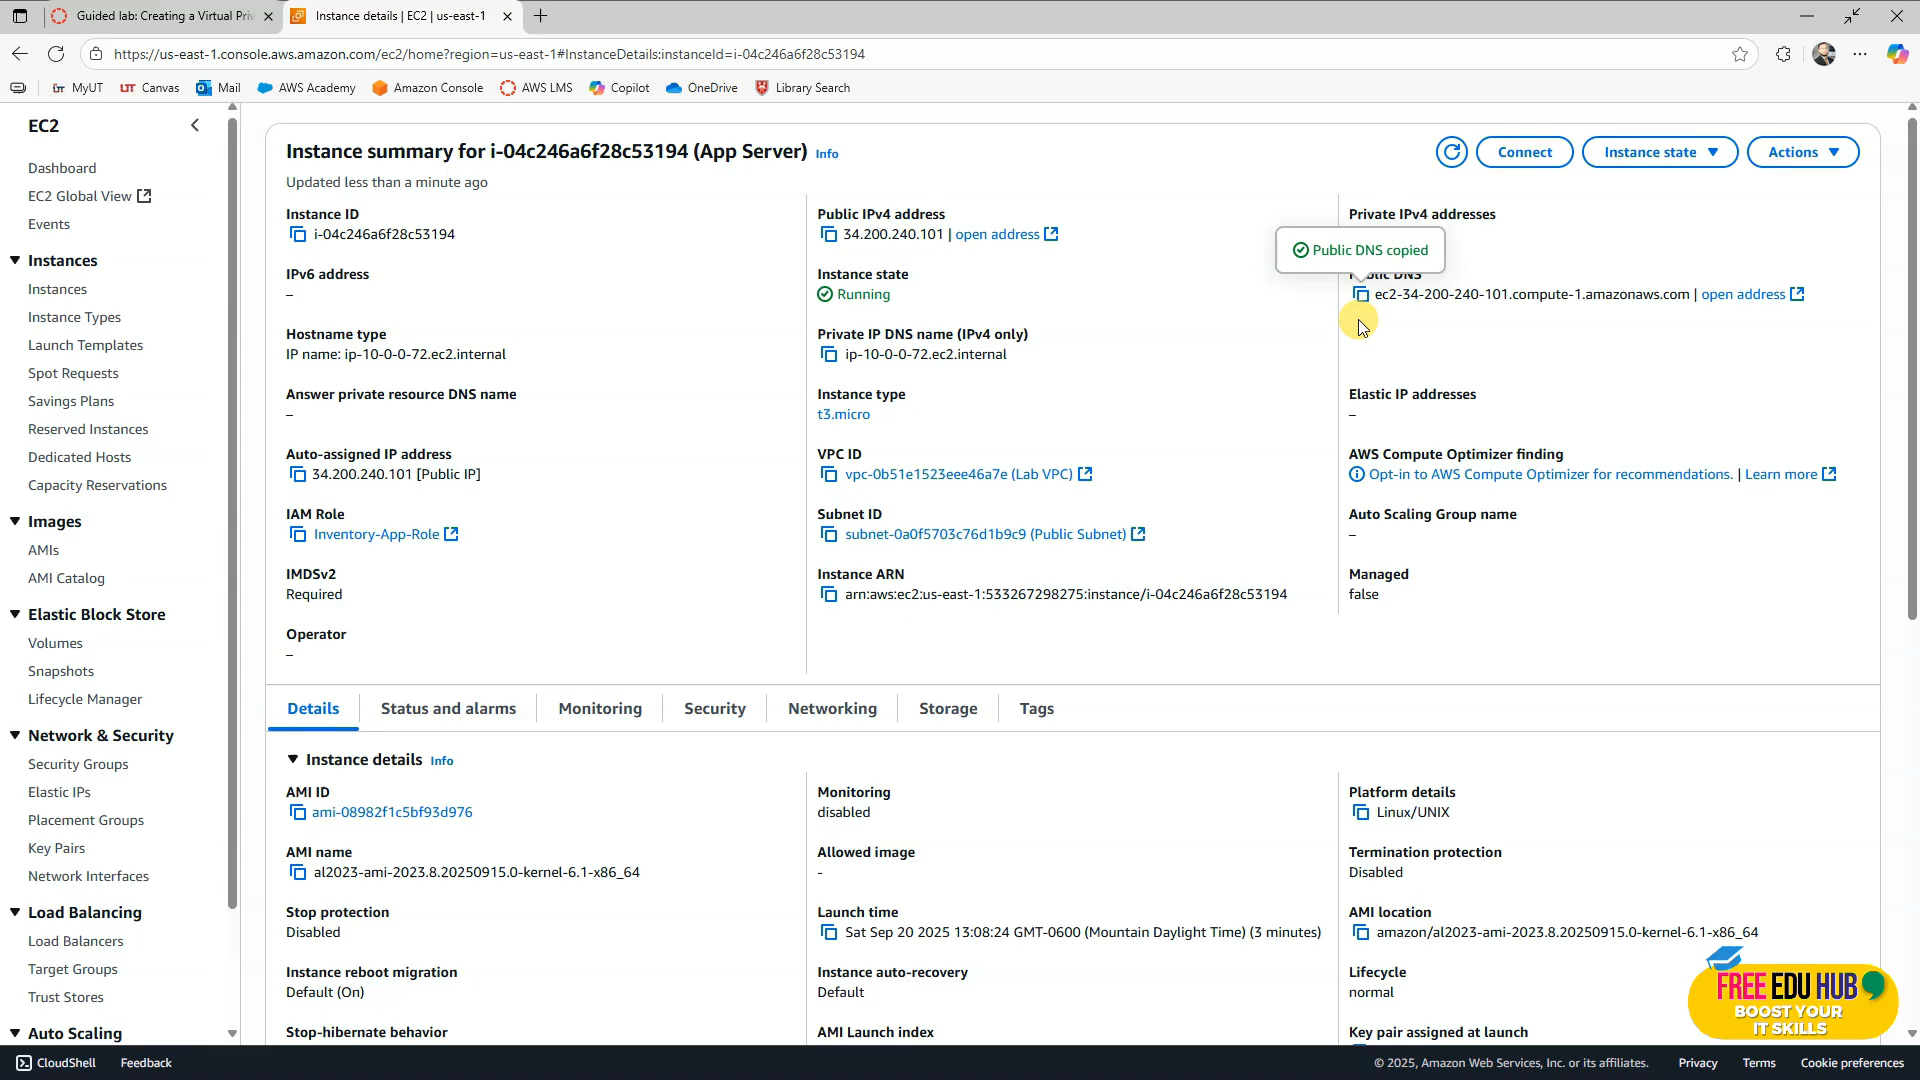 Guided lab: Creating a Virtual Pri
Instance details | EC2 | us-east-1
https://us-east-1.console.aws.amazon.com/ec2/home?region=us-east-1#InstanceDetails:instanceId=i-04c246a6f28c53194
MyUT
Canvas
Mail
AWS Academy
Amazon Console
AWS LMS
Copilot
OneDrive
Library Search
EC2
Dashboard
EC2 Global View
Events
Instances
Instances
Instance Types
Launch Templates
Spot Requests
Savings Plans
Reserved Instances
Dedicated Hosts
Capacity Reservations
Images
AMIs
AMI Catalog
Elastic Block Store
Volumes
Snapshots
Lifecycle Manager
Network & Security
Security Groups
Elastic IPs
Placement Groups
Key Pairs
Network Interfaces
Load Balancing
Load Balancers
Target Groups
Trust Stores
Auto Scaling
Instance summary for i-04c246a6f28c53194 (App Server) Info
Updated less than a minute ago
Connect
Instance state
Actions
Instance ID
i-04c246a6f28c53194
IPv6 address
–
Hostname type
IP name: ip-10-0-0-72.ec2.internal
Answer private resource DNS name
–
Auto-assigned IP address
34.200.240.101 [Public IP]
IAM Role
Inventory-App-Role
IMDSv2
Required
Operator
–
Public IPv4 address
34.200.240.101 | open address
Instance state
Running
Private IP DNS name (IPv4 only)
ip-10-0-0-72.ec2.internal
Instance type
t3.micro
VPC ID
vpc-0b51e1523eee46a7e (Lab VPC)
Subnet ID
subnet-0a0f5703c76d1b9c9 (Public Subnet)
Instance ARN
arn:aws:ec2:us-east-1:533267298275:instance/i-04c246a6f28c53194
Private IPv4 addresses
Public DNS copied
Public DNS
ec2-34-200-240-101.compute-1.amazonaws.com | open address
Elastic IP addresses
–
AWS Compute Optimizer finding
Opt-in to AWS Compute Optimizer for recommendations. | Learn more
Auto Scaling Group name
–
Managed
false
Details
Status and alarms
Monitoring
Security
Networking
Storage
Tags
Instance details Info
AMI ID
ami-08982f1c5bf93d976
AMI name
al2023-ami-2023.8.20250915.0-kernel-6.1-x86_64
Stop protection
Disabled
Instance reboot migration
Default (On)
Stop-hibernate behavior
Monitoring
disabled
Allowed image
-
Launch time
Sat Sep 20 2025 13:08:24 GMT-0600 (Mountain Daylight Time) (3 minutes)
Instance auto-recovery
Default
AMI Launch index
Platform details
Linux/UNIX
Termination protection
Disabled
AMI location
amazon/al2023-ami-2023.8.20250915.0-kernel-6.1-x86_64
Lifecycle
normal
Key pair assigned at launch
FREE EDU HUB
BOOST YOUR
IT SKILLS
CloudShell
Feedback
© 2025, Amazon Web Services, Inc. or its affiliates.
Privacy
Terms
Cookie preferences